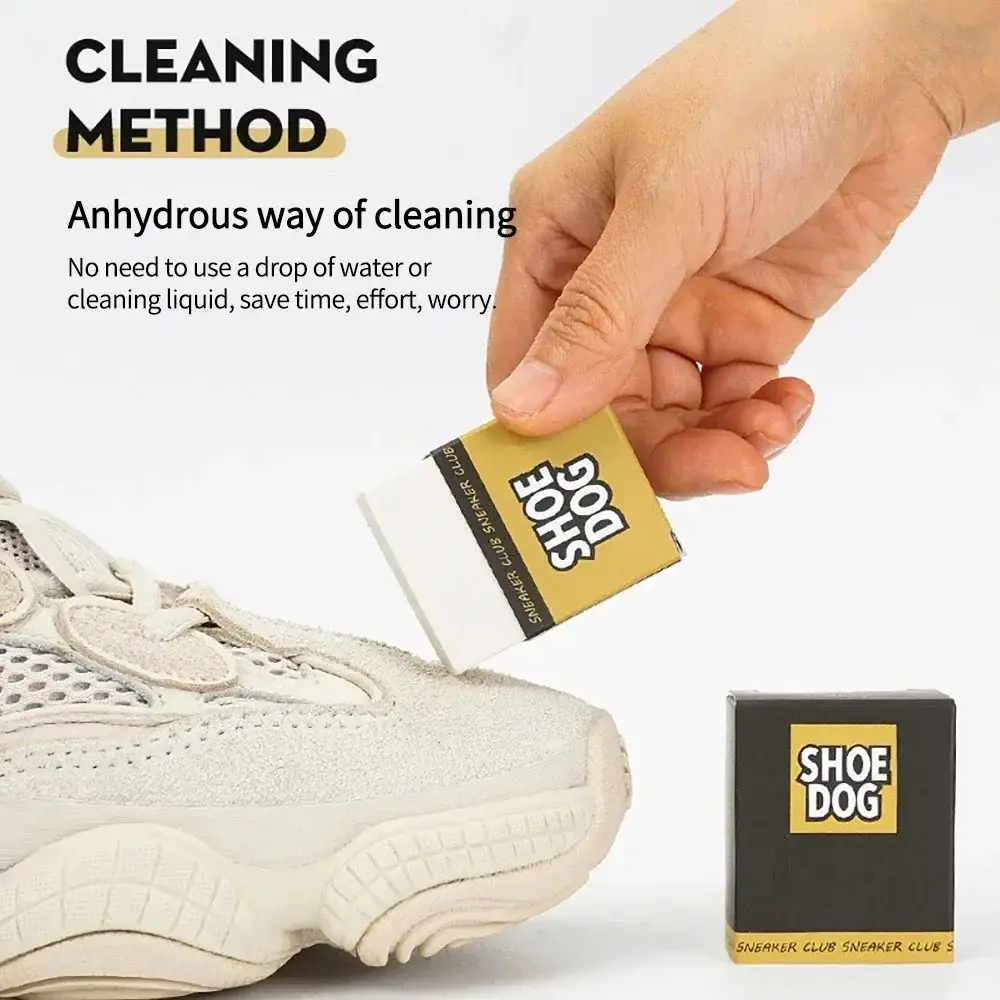 CLEANING
METHOD
Anhydrous way of cleaning
No need to use a drop of water or
cleaning liquid, save time, effort, worry.
SNEAKER CLUB SNEAKER CLUB
SHOE
DOG
SHOE
DOG
SNEAKER CLUB SNEAKER CLUB S